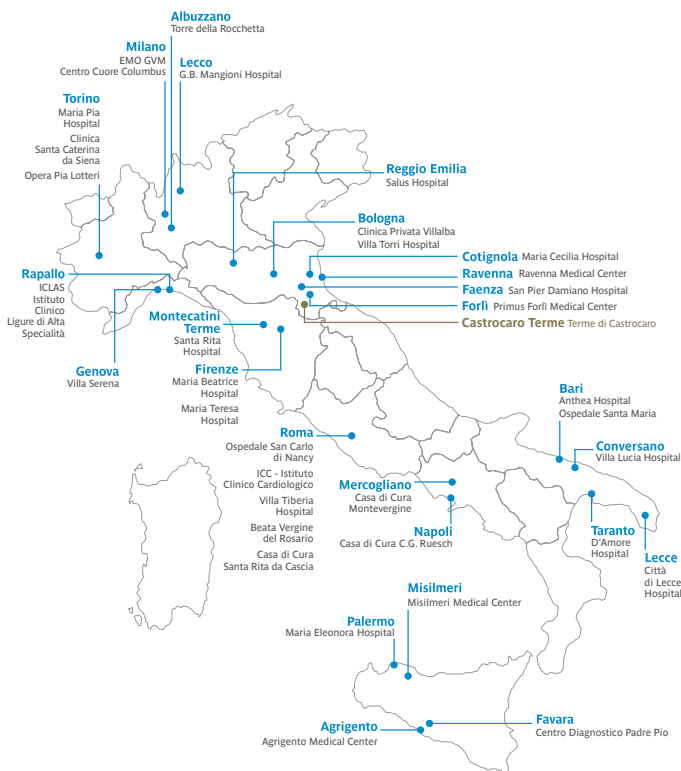 Albuzzano
Torre della Rocchetta
Milano
EMO GVM
Centro Cuore Columbus
Lecco
G.B. Mangioni Hospital
Torino
Maria Pia
Hospital
Clinica
Santa Caterina
da Siena
Opera Pia Lotteri
Reggio Emilia
Salus Hospital
Bologna
Clinica Privata Villalba
Villa Torri Hospital
Cotignola Maria Cecilia Hospital
Ravenna Ravenna Medical Center
Faenza San Pier Damiano Hospital
Forlì Primus Forlì Medical Center
Castrocaro Terme Terme di Castrocaro
Rapallo
ICLAS
Istituto
Clinico
Ligure di Alta
Specialità
Genova
Villa Serena
Montecatini
Terme
Santa Rita
Hospital
Firenze
Maria Beatrice
Hospital
Maria Teresa
Hospital
Roma
Ospedale San Carlo
di Nancy
ICC - Istituto
Clinico Cardiologico
Villa Tiberia
Hospital
Beata Vergine
del Rosario
Casa di Cura
Santa Rita da Cascia
Mercogliano
Casa di Cura
Montevergine
Napoli
Casa di Cura C.G. Ruesch
Bari
Anthea Hospital
Ospedale Santa Maria
Conversano
Villa Lucia Hospital
Taranto
D'Amore
Hospital
Lecce
Città
di Lecce
Hospital
Misilmeri
Misilmeri Medical Center
Palermo
Maria Eleonora Hospital
Agrigento
Agrigento Medical Center
Favara
Centro Diagnostico Padre Pio